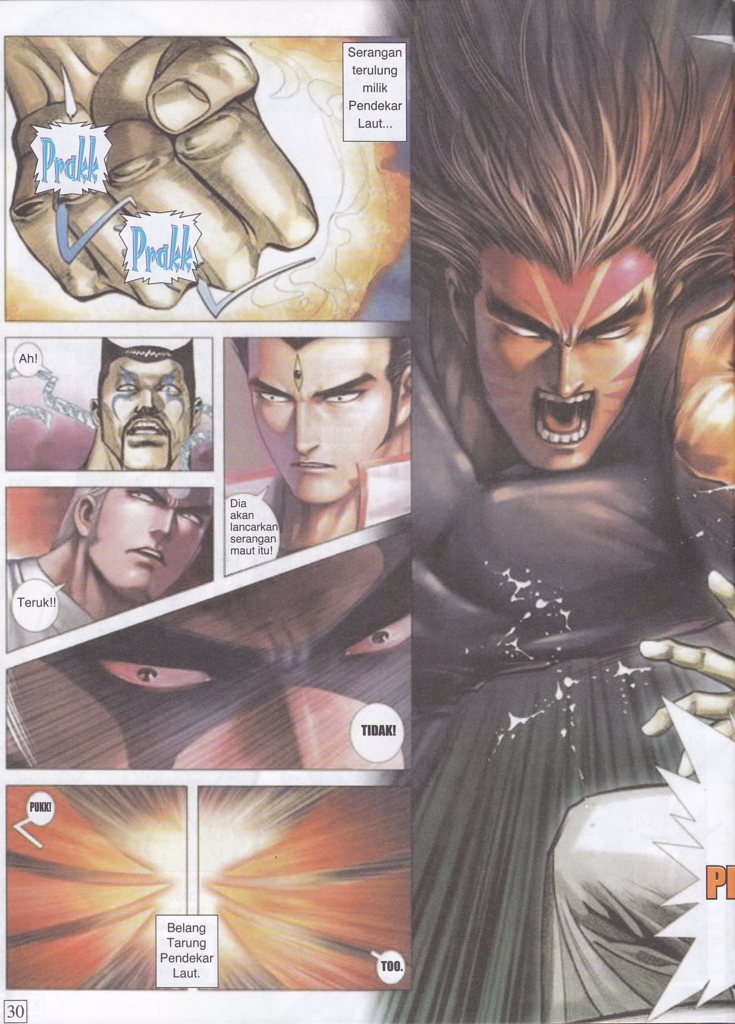 Serangan
terulung
milik
Pendekar
Laut...
Prakk
Prakk
Ah!
Dia
akan
lancarkan
serangan
maut itu!
Teruk!!
TIDAK!
PUKK!
Belang
Tarung
Pendekar
Laut.
TOO.
30